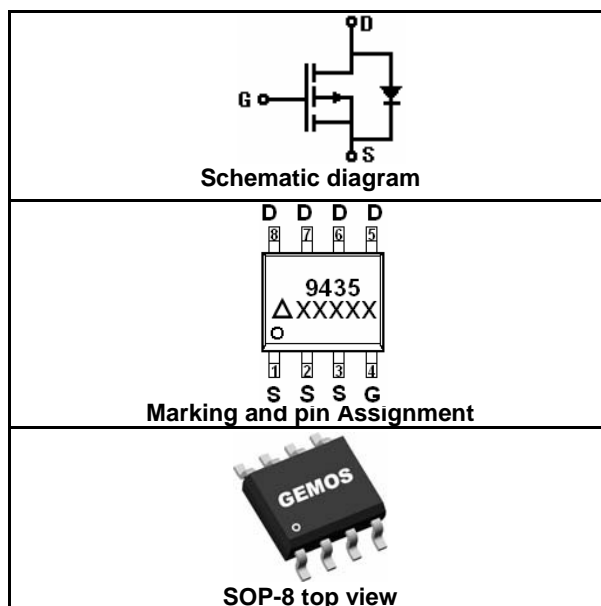 D
G
S
Schematic diagram
D D D D
8 7 6 5
9435
ΔXXXXX
1 2 3 4
S S S G
Marking and pin Assignment
GEMOS
SOP-8 top view